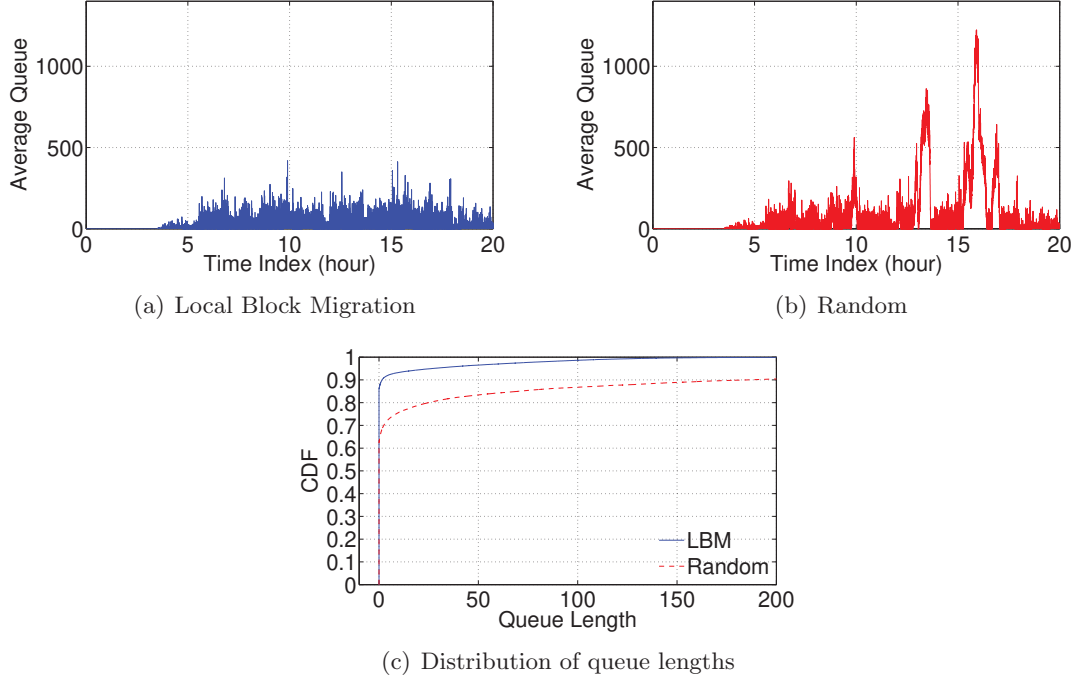 Average Queue
1000
500
0
0 5 10 15 20
Time Index (hour)
(a) Local Block Migration
Average Queue
1000
500
0
0 5 10 15 20
Time Index (hour)
(b) Random
CDF
1
0.9
0.8
0.7
0.6
0.5
0.4
0.3
0.2
0.1
0
LBM
Random
0 50 100 150 200
Queue Length
(c) Distribution of queue lengths